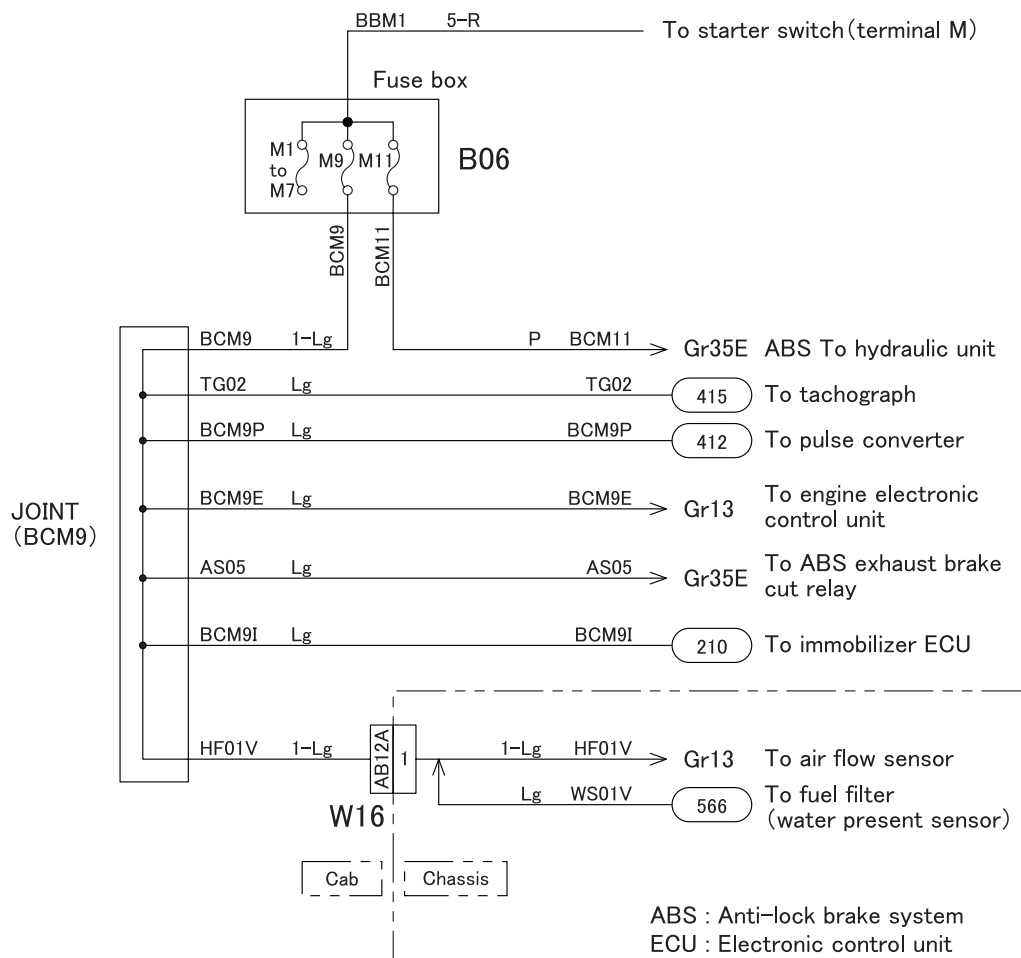 BBM1 5-R To starter switch(terminal M)
Fuse box
M1
to
M7
M9
M11
B06
BCM9
BCM11
BCM9 1-Lg
P BCM11 Gr35E ABS To hydraulic unit
TG02 Lg TG02 415 To tachograph
BCM9P Lg BCM9P 412 To pulse converter
JOINT
(BCM9)
BCM9E Lg BCM9E Gr13 To engine electronic
control unit
AS05 Lg AS05 Gr35E To ABS exhaust brake
cut relay
BCM9I Lg BCM9I 210 To immobilizer ECU
HF01V 1-Lg AB12A 1 1-Lg HF01V Gr13 To air flow sensor
W16
Lg WS01V 566 To fuel filter
(water present sensor)
Cab Chassis
ABS : Anti-lock brake system
ECU : Electronic control unit